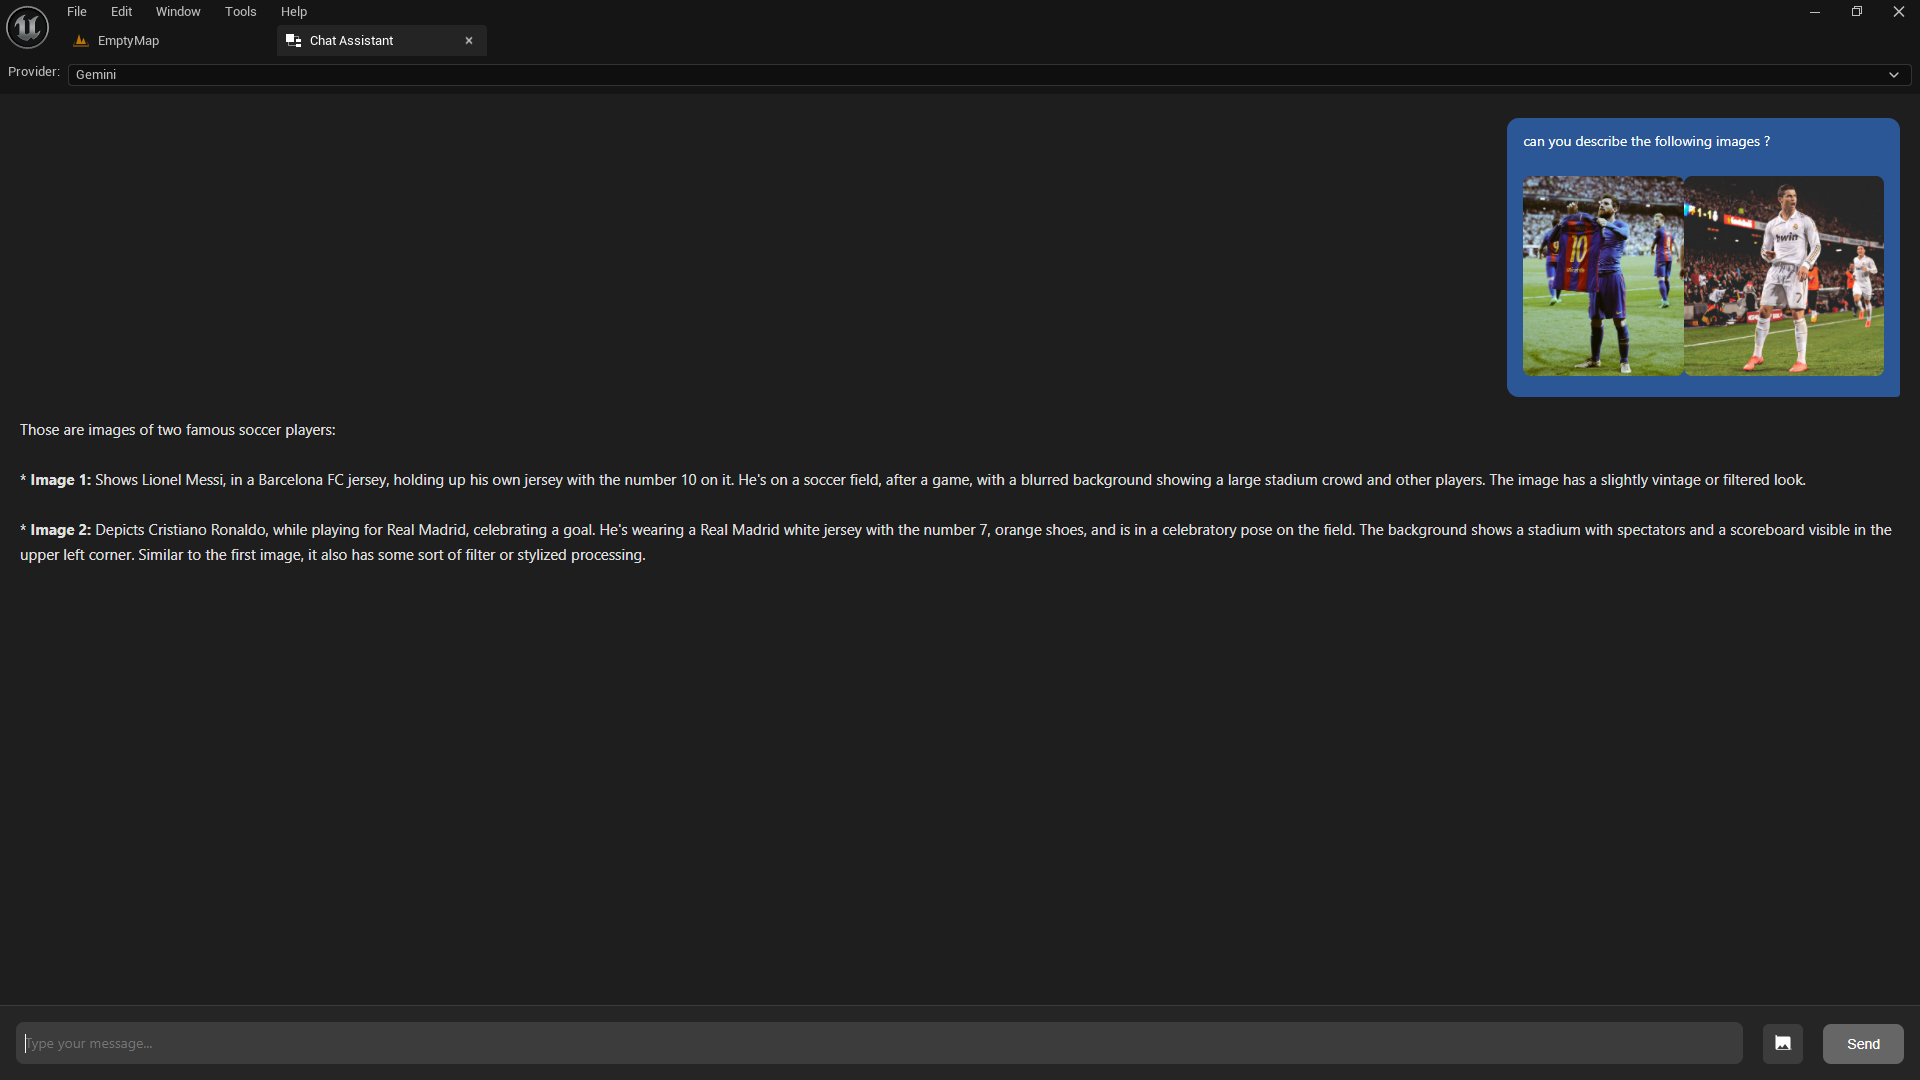 File Edit Window Tools Help
EmptyMap
Chat Assistant
Provider: Gemini
can you describe the following images ?
10
1-1
twin
7
Those are images of two famous soccer players:
* Image 1: Shows Lionel Messi, in a Barcelona FC jersey, holding up his own jersey with the number 10 on it. He's on a soccer field, after a game, with a blurred background showing a large stadium crowd and other players. The image has a slightly vintage or filtered look.
* Image 2: Depicts Cristiano Ronaldo, while playing for Real Madrid, celebrating a goal. He's wearing a Real Madrid white jersey with the number 7, orange shoes, and is in a celebratory pose on the field. The background shows a stadium with spectators and a scoreboard visible in the
upper left corner. Similar to the first image, it also has some sort of filter or stylized processing.
Type your message...
Send